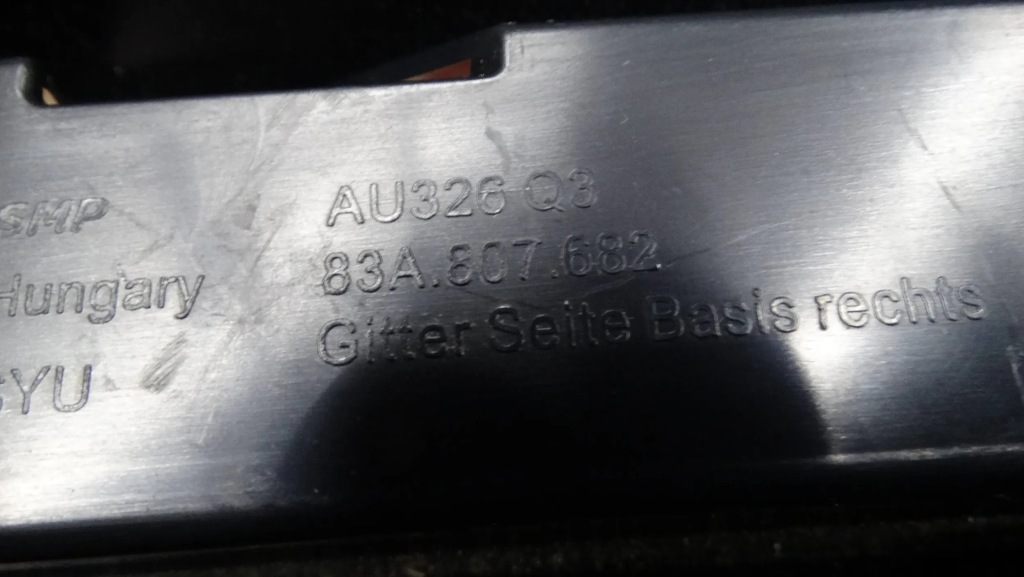 SMP
Hungary
YU
AU326 Q3
83A.807.682
Gitter Seite Basis rechts